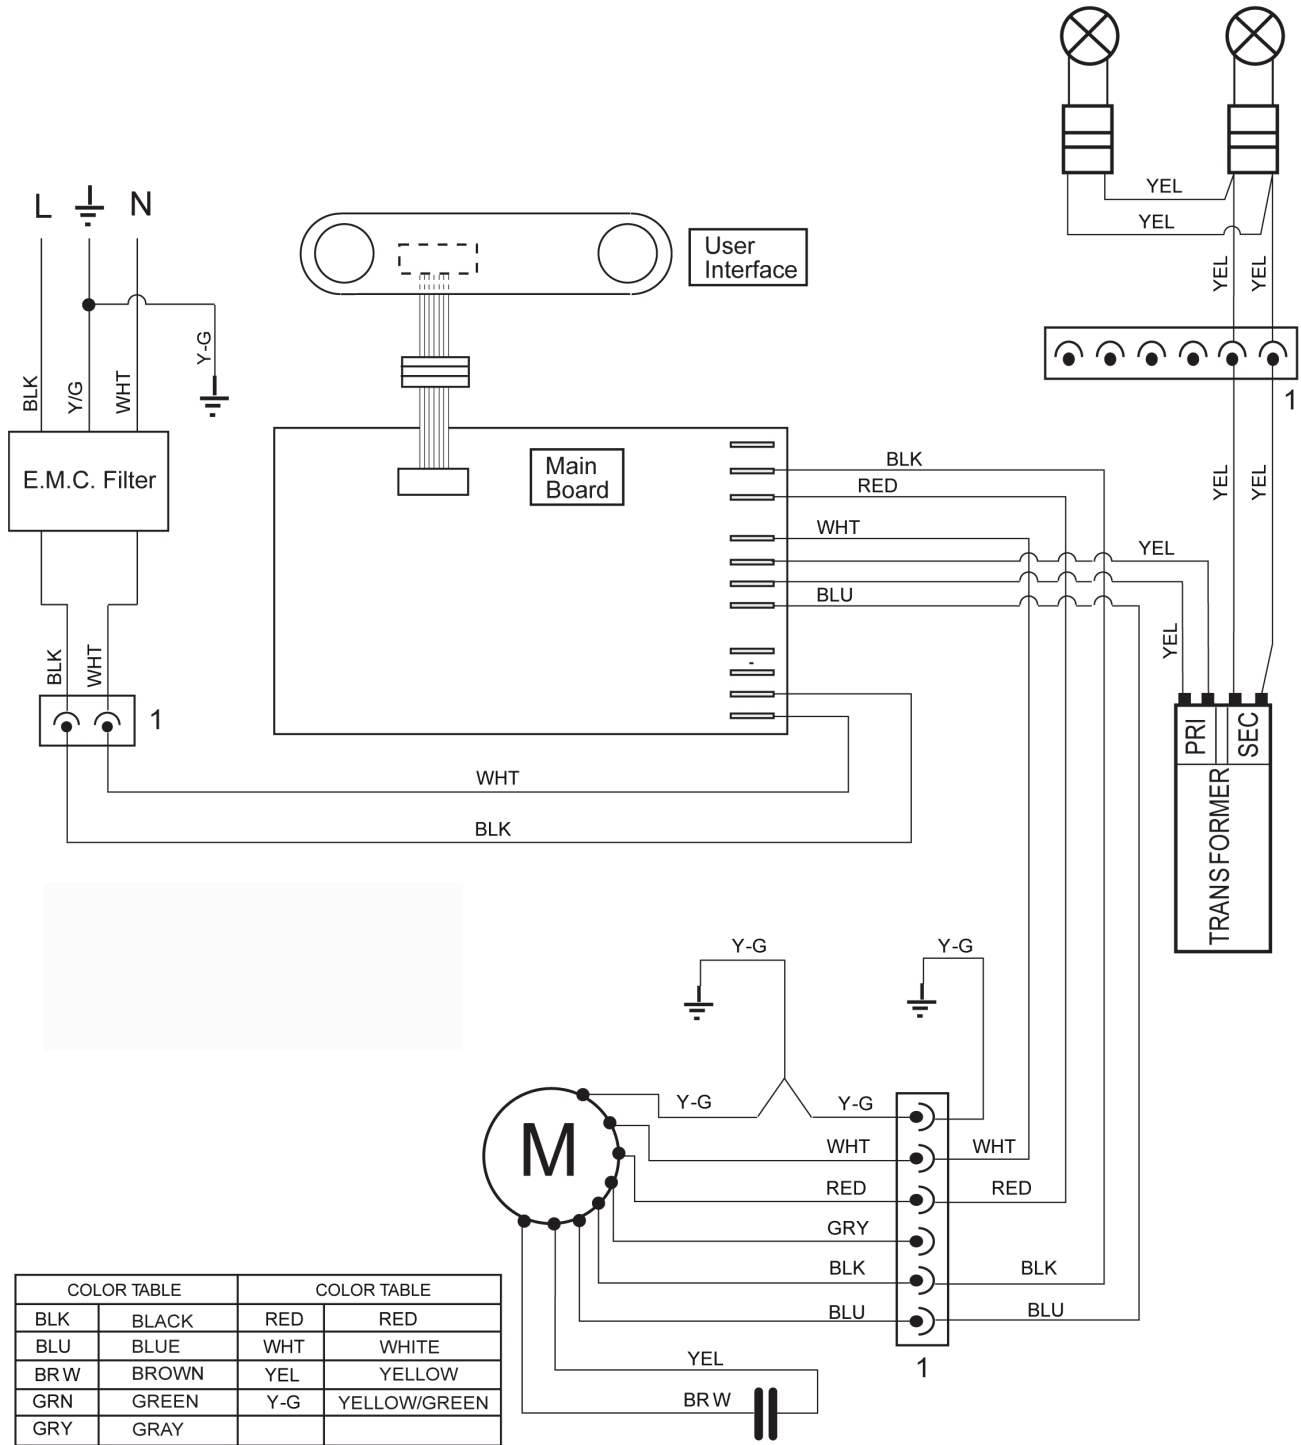 YEL
YEL
L
N
User
Interface
YEL
YEL
Y-G
BLK
Y/G
WHT
1
E.M.C. Filter
Main
Board
BLK
RED
WHT
YEL
YEL
YEL
BLU
YEL
BLK
WHT
1
PRI
SEC
TRANSFORMER
WHT
BLK
Y-G
Y-G
M
Y-G
Y-G
WHT
WHT
RED
RED
GRY
BLK
BLK
BLU
BLU
1
YEL
BRW
COLOR TABLE COLOR TABLE
BLK BLACK RED RED
BLU BLUE WHT WHITE
BRW BROWN YEL YELLOW
GRN GREEN Y-G YELLOW/GREEN
GRY GRAY